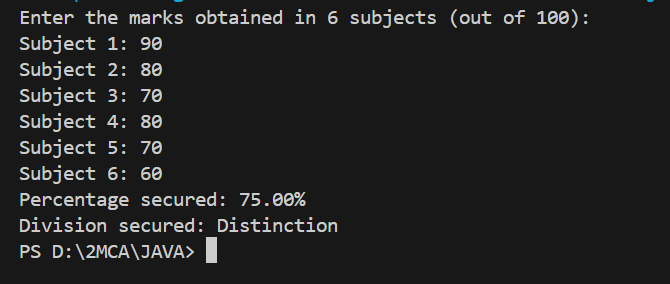 Enter the marks obtained in 6 subjects (out of 100):
Subject 1: 90
Subject 2: 80
Subject 3: 70
Subject 4: 80
Subject 5: 70
Subject 6: 60
Percentage secured: 75.00%
Division secured: Distinction
PS D:\2MCA\JAVA>